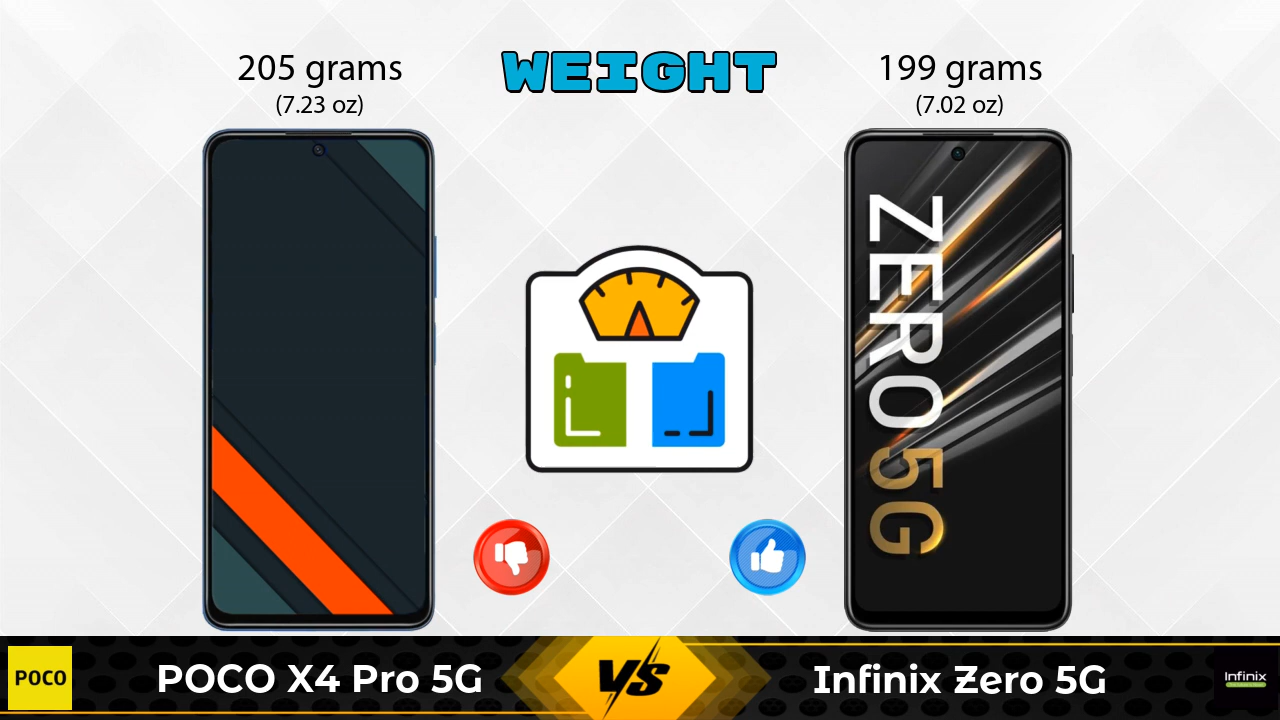 WEIGHT
205 grams
(7.23 oz)
199 grams
(7.02 oz)
ZERO 5G
POCO
POCO X4 Pro 5G
VS
Infinix Zero 5G
Infinix